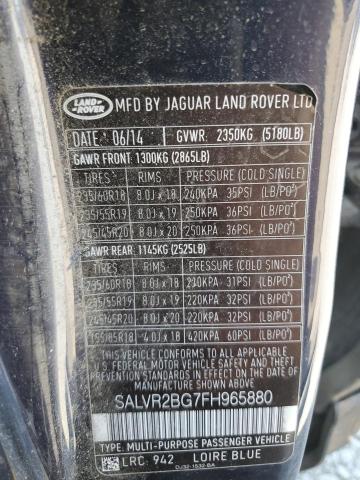 LAND ROVER
MFD BY JAGUAR LAND ROVER LTD
DATE 06/14 GVWR: 2350KG (5180LB)
GAWR FRONT: 1300KG (2865LB)
TIRES RIMS PRESSURE (COLD SINGLE)
235/60R18 8.0J x 18 240KPA 35PSI (LB/PO²)
235/55R19 8.0J x 19 250KPA 36PSI (LB/PO²)
245/45R20 8.0J x 20 250KPA 36PSI (LB/PO²)
GAWR REAR: 1145KG (2525LB)
TIRES RIMS PRESSURE (COLD SINGLE)
235/60R18 8.0J x 18 210KPA 31PSI (LB/PO²)
235/55R19 8.0J x 19 220KPA 32PSI (LB/PO²)
245/45R20 8.0J x 20 220KPA 32PSI (LB/PO²)
155/85R18 4.0J x 18 420KPA 60PSI (LB/PO²)
THIS VEHICLE CONFORMS TO ALL APPLICABLE
U.S. FEDERAL MOTOR VEHICLE SAFETY, BUMPER,
AND THEFT PREVENTION STANDARDS IN EFFECT ON
THE DATE OF MANUFACTURE SHOWN ABOVE
SALVR2BG7FH965880
TYPE: MULTI-PURPOSE PASSENGER VEHICLE
LRC: 942 LOIRE BLUE
DJ32-1532-BA